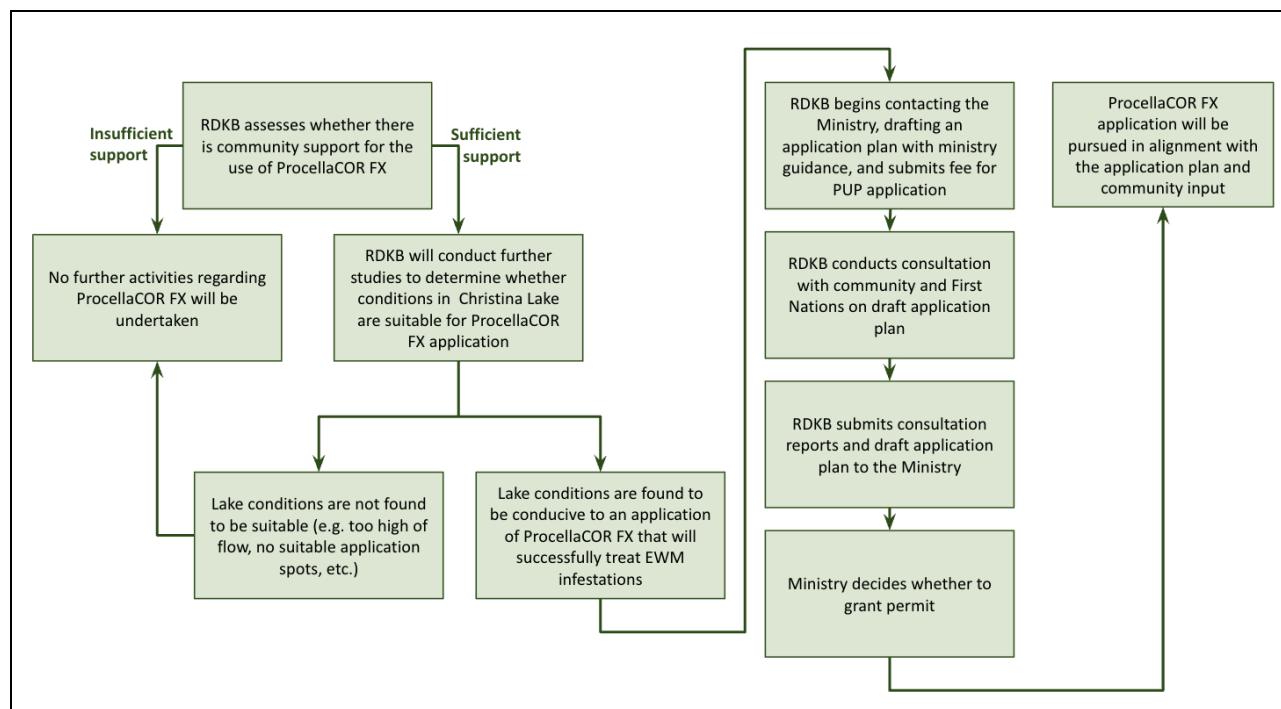 RDKB assesses whether there
is community support for the
use of ProcellaCOR FX
Insufficient
support
Sufficient
support
No further activities regarding
ProcellaCOR FX will be
undertaken
RDKB will conduct further
studies to determine whether
conditions in  Christina Lake
are suitable for ProcellaCOR
FX application
Lake conditions are not found
to be suitable (e.g. too high of
flow, no suitable application
spots, etc.)
Lake conditions are found to
be conducive to an application
of ProcellaCOR FX that will
successfully treat EWM
infestations
RDKB begins contacting the
Ministry, drafting an
application plan with ministry
guidance, and submits fee for
PUP application
RDKB conducts consultation
with community and First
Nations on draft application
plan
RDKB submits consultation
reports and draft application
plan to the Ministry
Ministry decides whether to
grant permit
ProcellaCOR FX
application will be
pursued in alignment with
the application plan and
community input